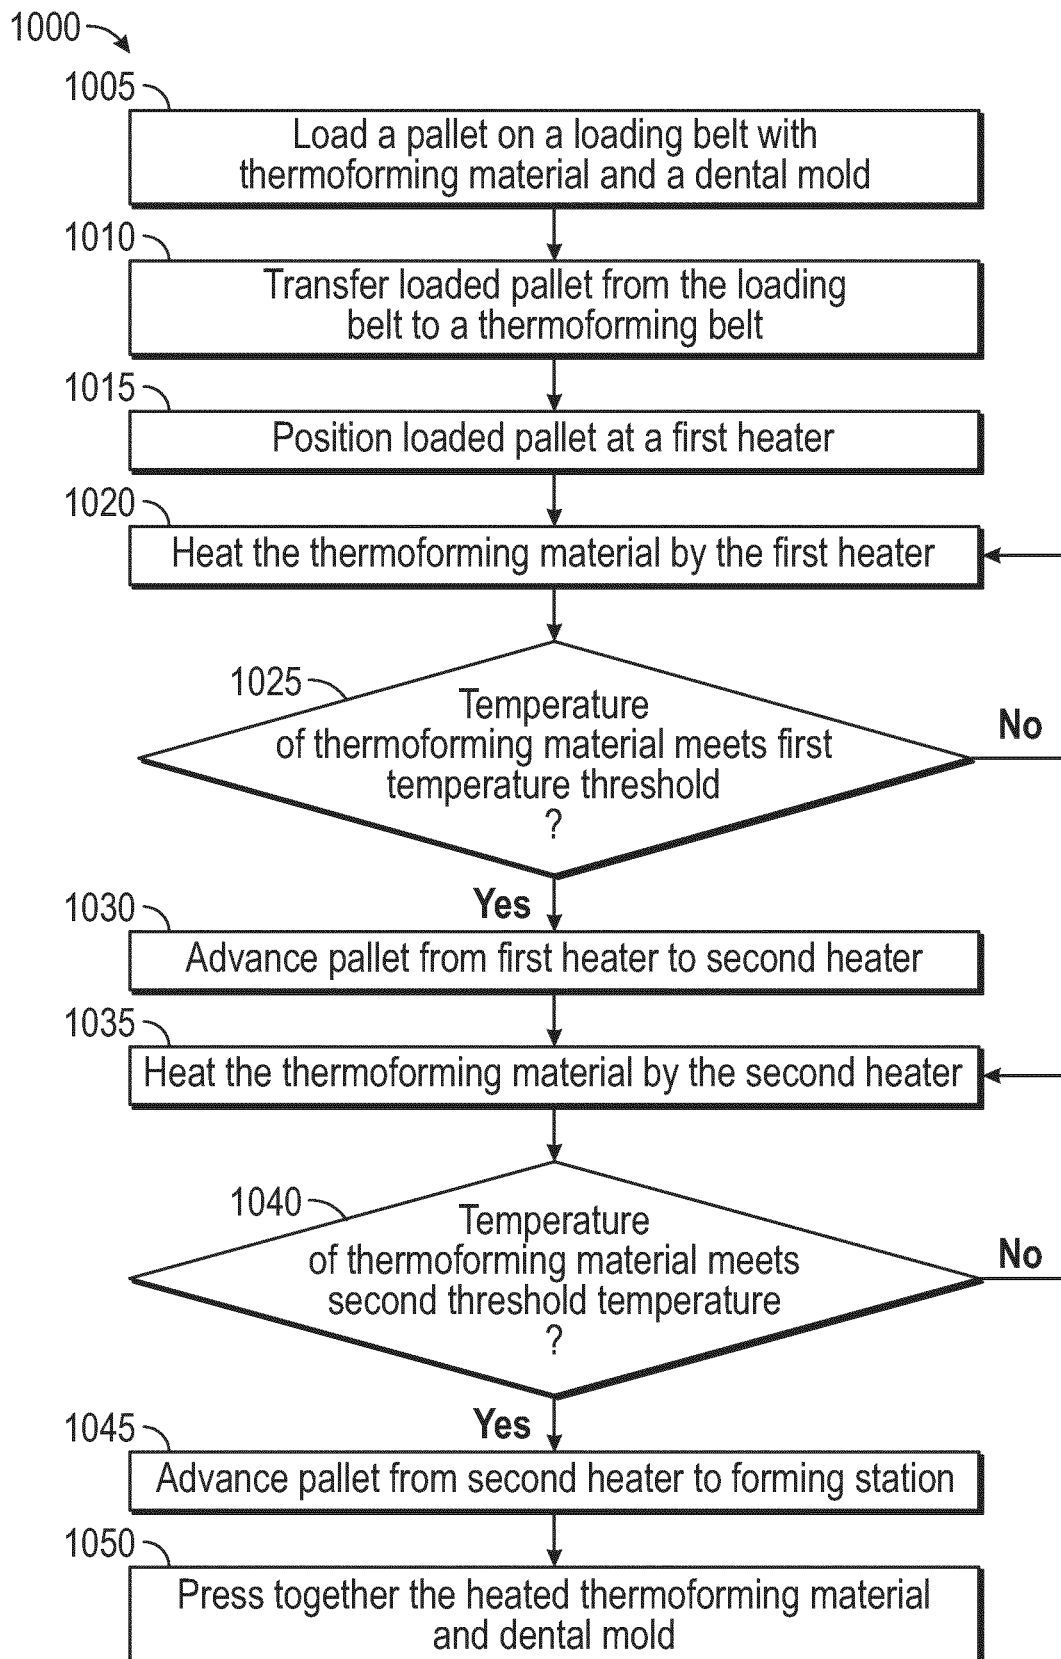 1000
1005
Load a pallet on a loading belt with
thermoforming material and a dental mold
1010
Transfer loaded pallet from the loading
belt to a thermoforming belt
1015
Position loaded pallet at a first heater
1020
Heat the thermoforming material by the first heater
1025
Temperature
of thermoforming material meets first
temperature threshold
?
No
Yes
1030
Advance pallet from first heater to second heater
1035
Heat the thermoforming material by the second heater
1040
Temperature
of thermoforming material meets
second threshold temperature
?
No
Yes
1045
Advance pallet from second heater to forming station
1050
Press together the heated thermoforming material
and dental mold